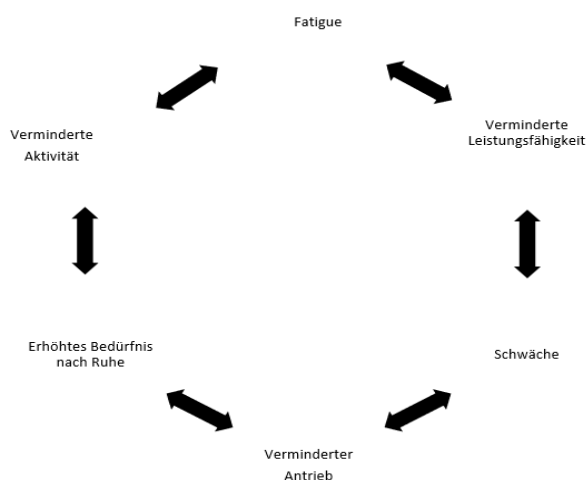 Fatigue
Verminderte
Leistungsfähigkeit
Schwäche
Verminderter
Antrieb
Erhöhtes Bedürfnis
nach Ruhe
Verminderte
Aktivität